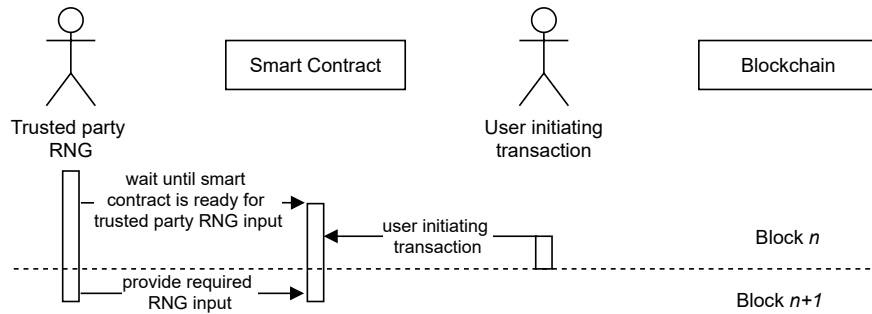 Smart Contract
Blockchain
Trusted party
RNG
User initiating
transaction
wait until smart
contract is ready for
trusted party RNG input
user initiating
transaction
Block n
provide required
RNG input
Block n+1